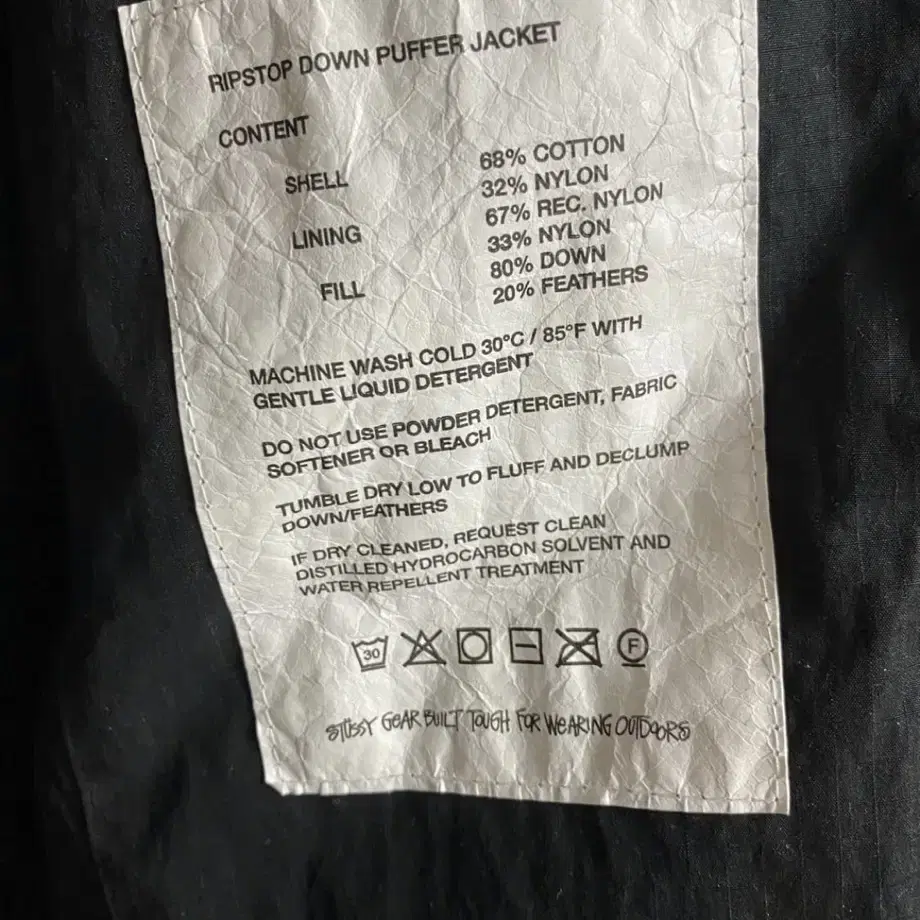 RIPSTOP DOWN PUFFER JACKET
CONTENT
SHELL
68% COTTON
32% NYLON
LINING
67% REC. NYLON
33% NYLON
FILL
80% DOWN
20% FEATHERS
MACHINE WASH COLD 30°C / 85°F WITH
GENTLE LIQUID DETERGENT
DO NOT USE POWDER DETERGENT, FABRIC
SOFTENER OR BLEACH
TUMBLE DRY LOW TO FLUFF AND DECLUMP
DOWN/FEATHERS
IF DRY CLEANED, REQUEST CLEAN
DISTILLED HYDROCARBON SOLVENT AND
WATER REPELLENT TREATMENT
30 F
STÜSSY GEAR BUILT TOUGH FOR WEARING OUTDOORS